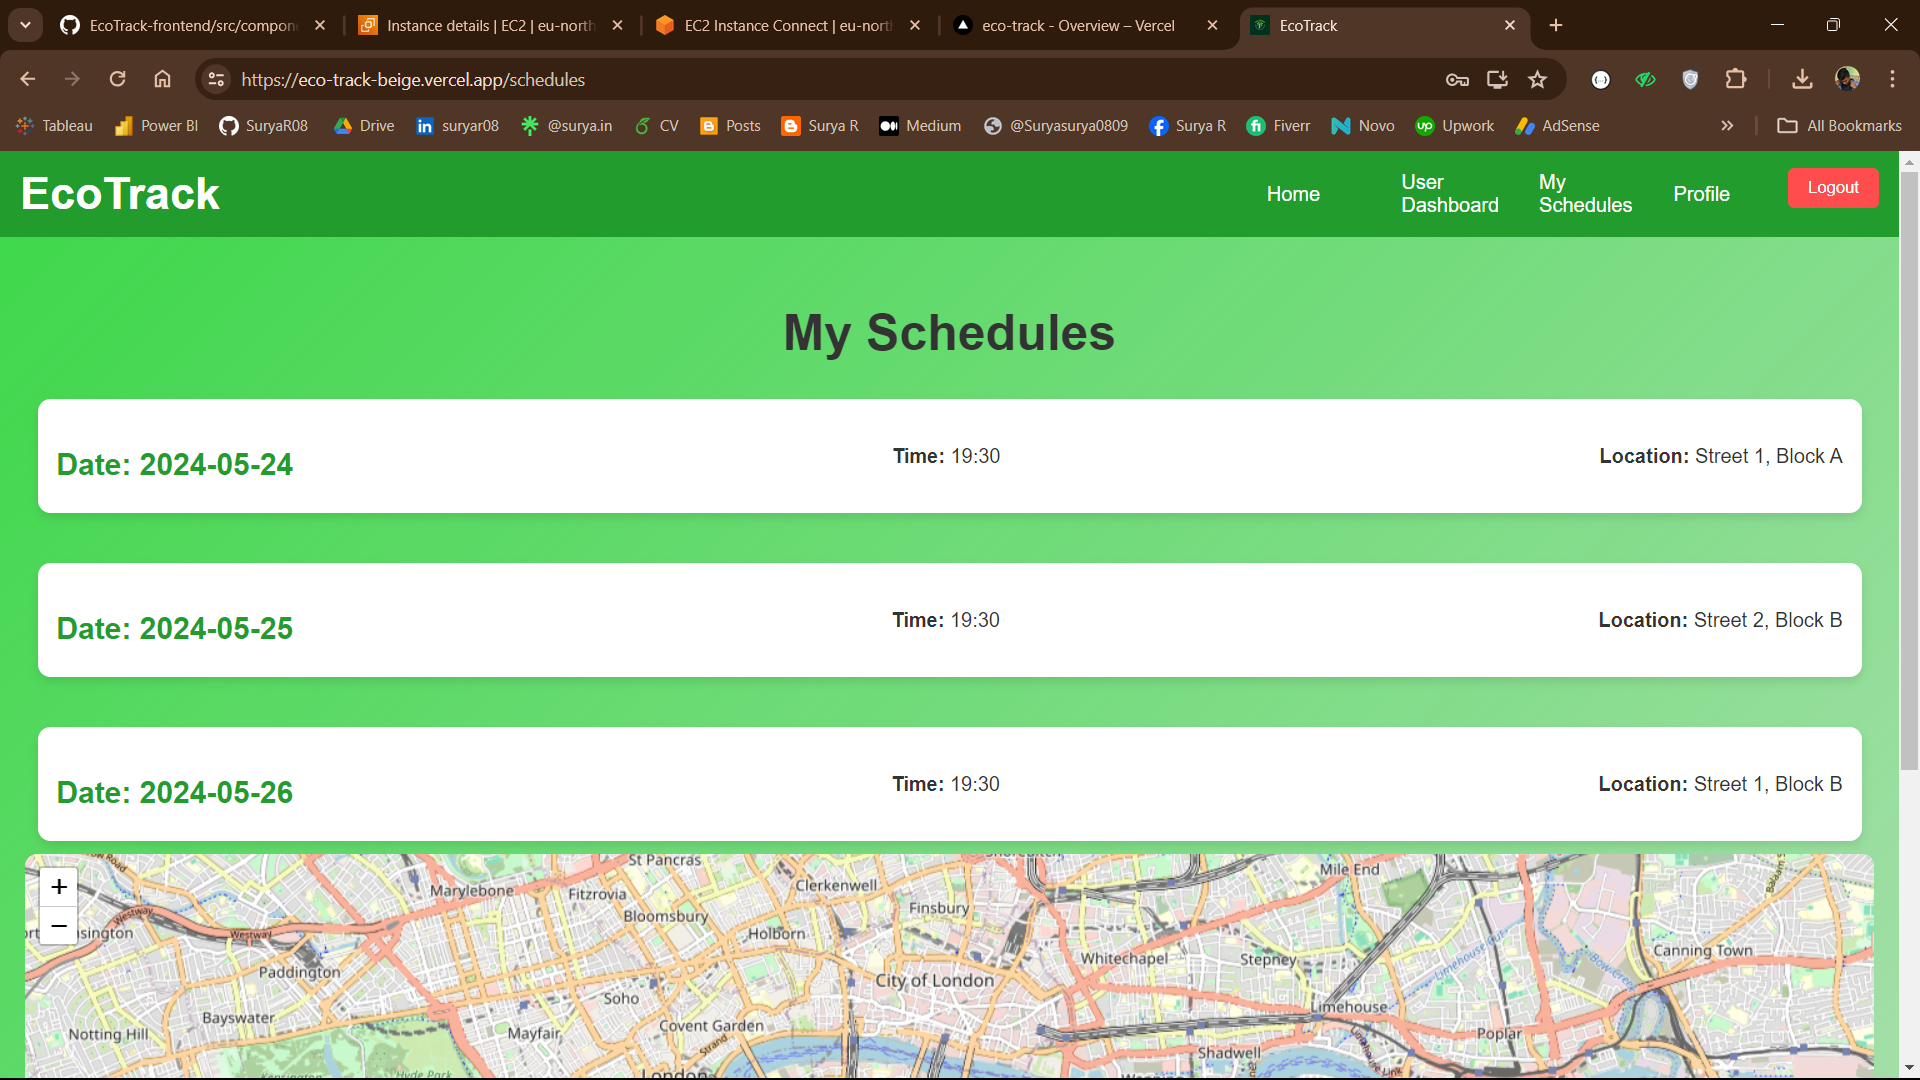 EcoTrack-frontend/src/compon
Instance details | EC2 | eu-north
EC2 Instance Connect | eu-nort
eco-track - Overview – Vercel
EcoTrack
https://eco-track-beige.vercel.app/schedules
Tableau
Power BI
SuryaR08
Drive
suryar08
@surya.in
CV
Posts
Surya R
Medium
@Suryasurya0809
Surya R
Fiverr
Novo
Upwork
AdSense
All Bookmarks
EcoTrack
Home
User
Dashboard
My
Schedules
Profile
Logout
My Schedules
Date: 2024-05-24
Time: 19:30
Location: Street 1, Block A
Date: 2024-05-25
Time: 19:30
Location: Street 2, Block B
Date: 2024-05-26
Time: 19:30
Location: Street 1, Block B
+
−
St Pancras
Marylebone
Fitzrovia
Clerkenwell
Mile End
Bloomsbury
Finsbury
Westway
Westway
Holborn
Whitechapel
Stepney
Limehouse Cut
Canning Town
Paddington
City of London
Soho
Limehouse
Bayswater
Notting Hill
Mayfair
Covent Garden
Strand
Poplar
Shadwell
London
Hyde Park